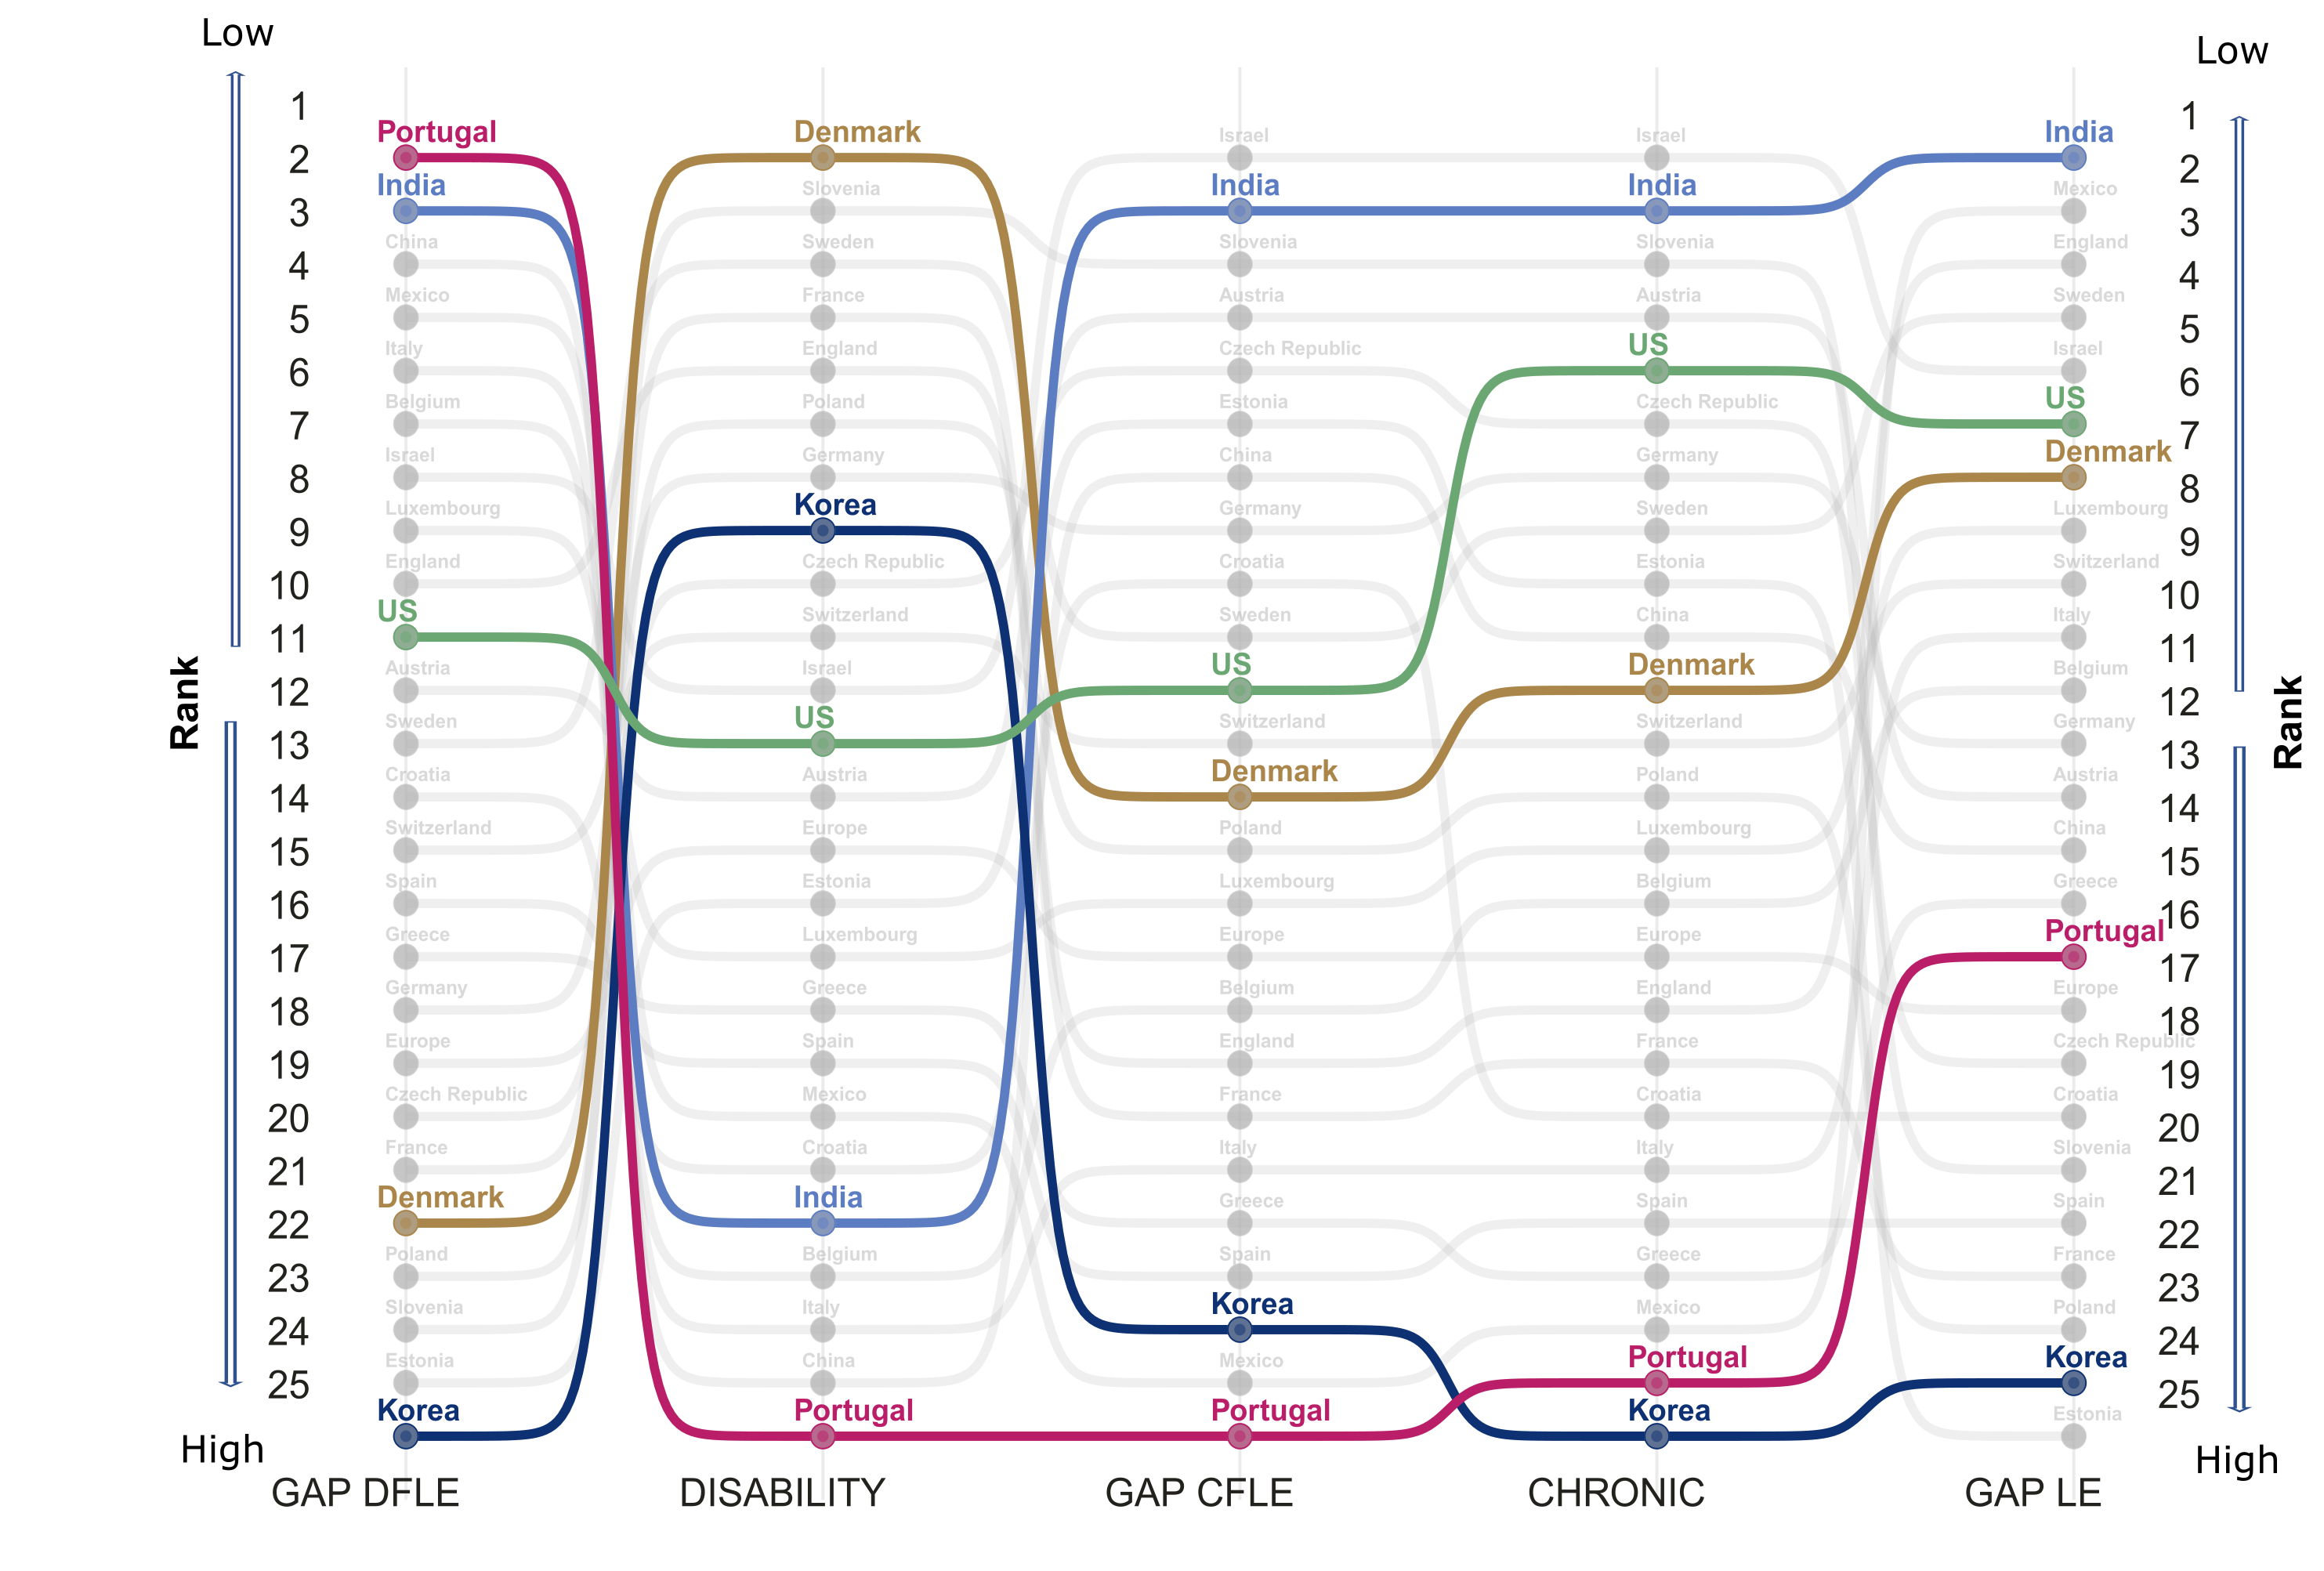 Low
Low
1
2
3
4
5
6
7
8
9
10
11
12
13
14
15
16
17
18
19
20
21
22
23
24
25
Rank
High
Portugal
India
China
Mexico
Italy
Belgium
Israel
Luxembourg
England
US
Austria
Sweden
Croatia
Switzerland
Spain
Greece
Germany
Europe
Czech Republic
France
Denmark
Poland
Slovenia
Estonia
Korea
GAP DFLE
Denmark
Slovenia
Sweden
France
England
Poland
Germany
Korea
Czech Republic
Switzerland
Israel
US
Austria
Europe
Estonia
Luxembourg
Greece
Spain
Mexico
Croatia
India
Belgium
Italy
China
Portugal
DISABILITY
Israel
India
Slovenia
Austria
Czech Republic
Estonia
China
Germany
Croatia
Sweden
US
Switzerland
Denmark
Poland
Luxembourg
Europe
Belgium
England
France
Italy
Greece
Spain
Korea
Mexico
Portugal
GAP CFLE
Israel
India
Slovenia
Austria
US
Czech Republic
Germany
Sweden
Estonia
China
Denmark
Switzerland
Poland
Luxembourg
Belgium
Europe
England
France
Croatia
Italy
Spain
Greece
Mexico
Portugal
Korea
CHRONIC
India
Mexico
England
Sweden
Israel
US
Denmark
Luxembourg
Switzerland
Italy
Belgium
Germany
Austria
China
Greece
Portugal
Europe
Czech Republic
Croatia
Slovenia
Spain
France
Poland
Korea
Estonia
GAP LE
1
2
3
4
5
6
7
8
9
10
11
12
13
14
15
16
17
18
19
20
21
22
23
24
25
Rank
High